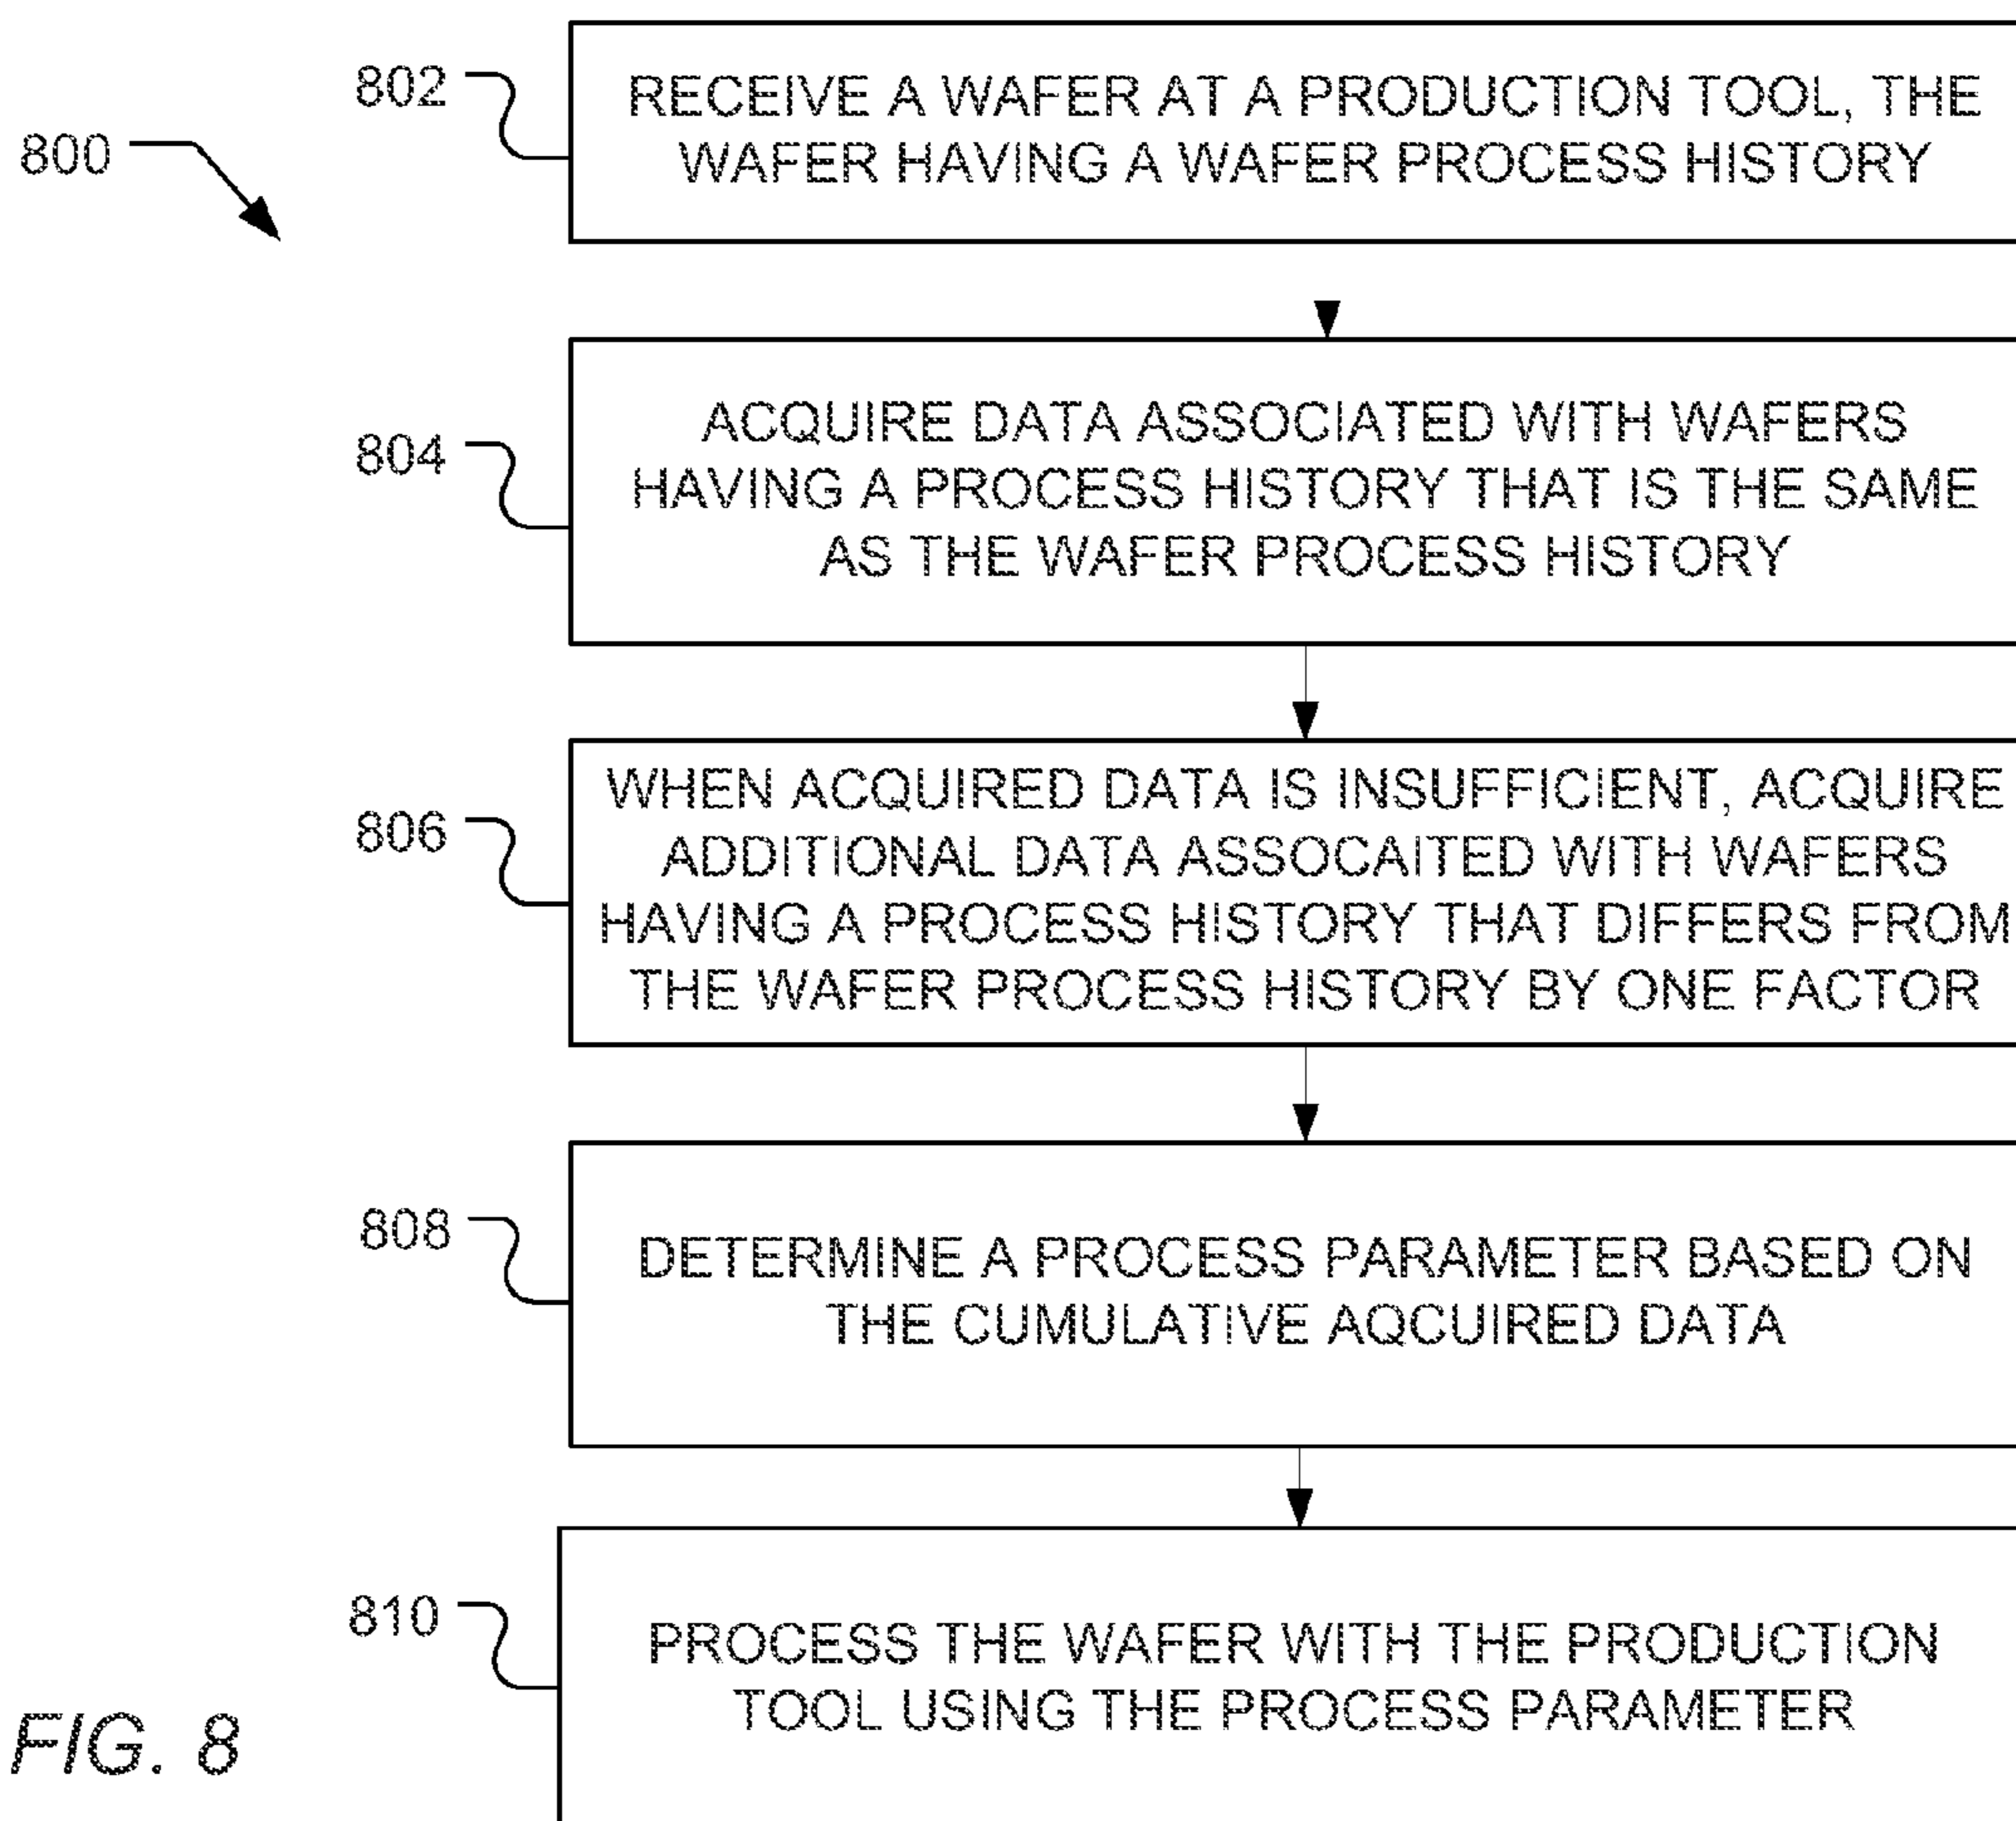 800
802
RECEIVE A WAFER AT A PRODUCTION TOOL, THE
WAFER HAVING A WAFER PROCESS HISTORY
804
ACQUIRE DATA ASSOCIATED WITH WAFERS
HAVING A PROCESS HISTORY THAT IS THE SAME
AS THE WAFER PROCESS HISTORY
806
WHEN ACQUIRED DATA IS INSUFFICIENT, ACQUIRE
ADDITIONAL DATA ASSOCAITED WITH WAFERS
HAVING A PROCESS HISTORY THAT DIFFERS FROM
THE WAFER PROCESS HISTORY BY ONE FACTOR
808
DETERMINE A PROCESS PARAMETER BASED ON
THE CUMULATIVE AQCUIRED DATA
810
PROCESS THE WAFER WITH THE PRODUCTION
TOOL USING THE PROCESS PARAMETER
FIG. 8